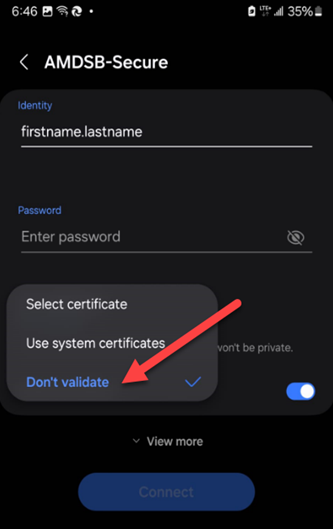 6:46 LTE+ 35%
AMDSB-Secure
Identity
firstname.lastname
Password
Enter password
Select certificate
Use system certificates
won't be private.
Don't validate
View more
Connect